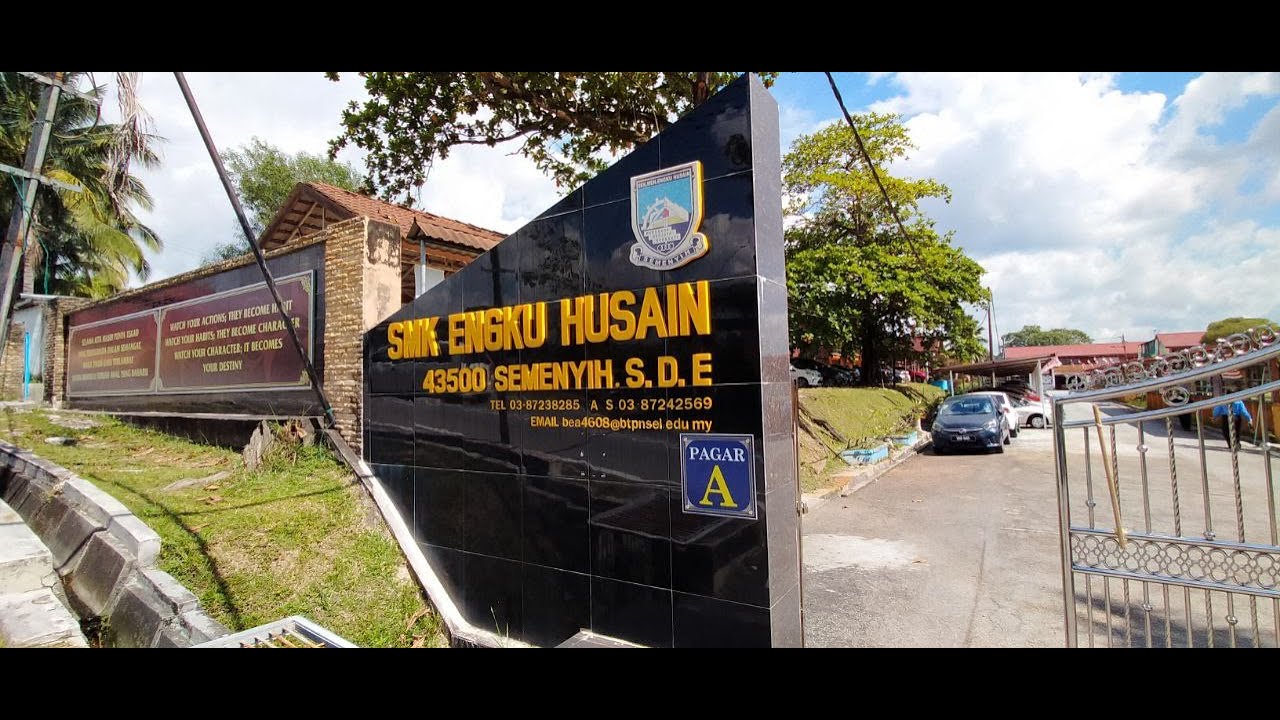 WATCH YOUR ACTIONS; THEY BECOME HABIT
WATCH YOUR HABITS; THEY BECOME CHARACTER
WATCH YOUR CHARACTER; IT BECOMES
YOUR DESTINY
SEMENYIH
SMK ENGKU HUSAIN
43500 SEMENYIH. S. D. E
TEL 03-87238285 A S 03 87242569
EMAIL bea4608@btpnsel edu my
PAGAR
A